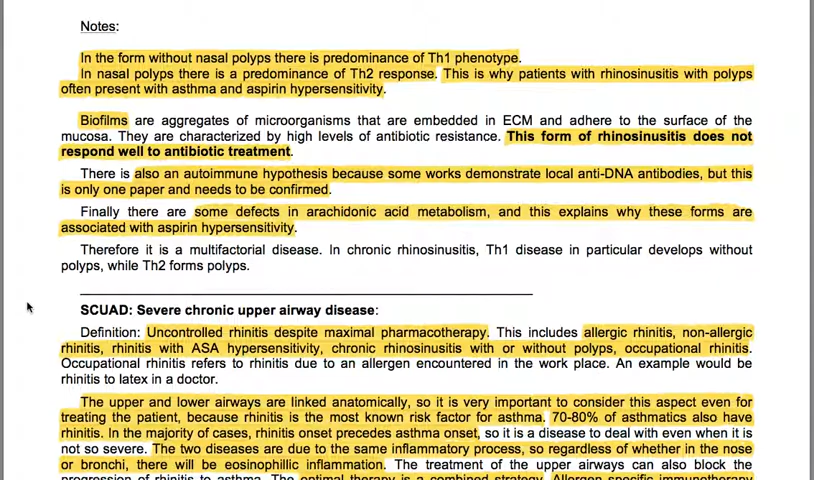 Notes:
In the form without nasal polyps there is predominance of Th1 phenotype.
In nasal polyps there is a predominance of Th2 response. This is why patients with rhinosinusitis with polyps
often present with asthma and aspirin hypersensitivity.
Biofilms are aggregates of microorganisms that are embedded in ECM and adhere to the surface of the
mucosa. They are characterized by high levels of antibiotic resistance. This form of rhinosinusitis does not
respond well to antibiotic treatment.
There is also an autoimmune hypothesis because some works demonstrate local anti-DNA antibodies, but this
is only one paper and needs to be confirmed.
Finally there are some defects in arachidonic acid metabolism, and this explains why these forms are
associated with aspirin hypersensitivity.
Therefore it is a multifactorial disease. In chronic rhinosinusitis, Th1 disease in particular develops without
polyps, while Th2 forms polyps.
SCUAD: Severe chronic upper airway disease:
Definition: Uncontrolled rhinitis despite maximal pharmacotherapy. This includes allergic rhinitis, non-allergic
rhinitis, rhinitis with ASA hypersensitivity, chronic rhinosinusitis with or without polyps, occupational rhinitis.
Occupational rhinitis refers to rhinitis due to an allergen encountered in the work place. An example would be
rhinitis to latex in a doctor.
The upper and lower airways are linked anatomically, so it is very important to consider this aspect even for
treating the patient, because rhinitis is the most known risk factor for asthma. 70-80% of asthmatics also have
rhinitis. In the majority of cases, rhinitis onset precedes asthma onset, so it is a disease to deal with even when it is
not so severe. The two diseases are due to the same inflammatory process, so regardless of whether in the nose
or bronchi, there will be eosinophillic inflammation. The treatment of the upper airways can also block the
progression of rhinitis to asthma. The optimal therapy is a combined strategy. Allergen specific immunotherapy